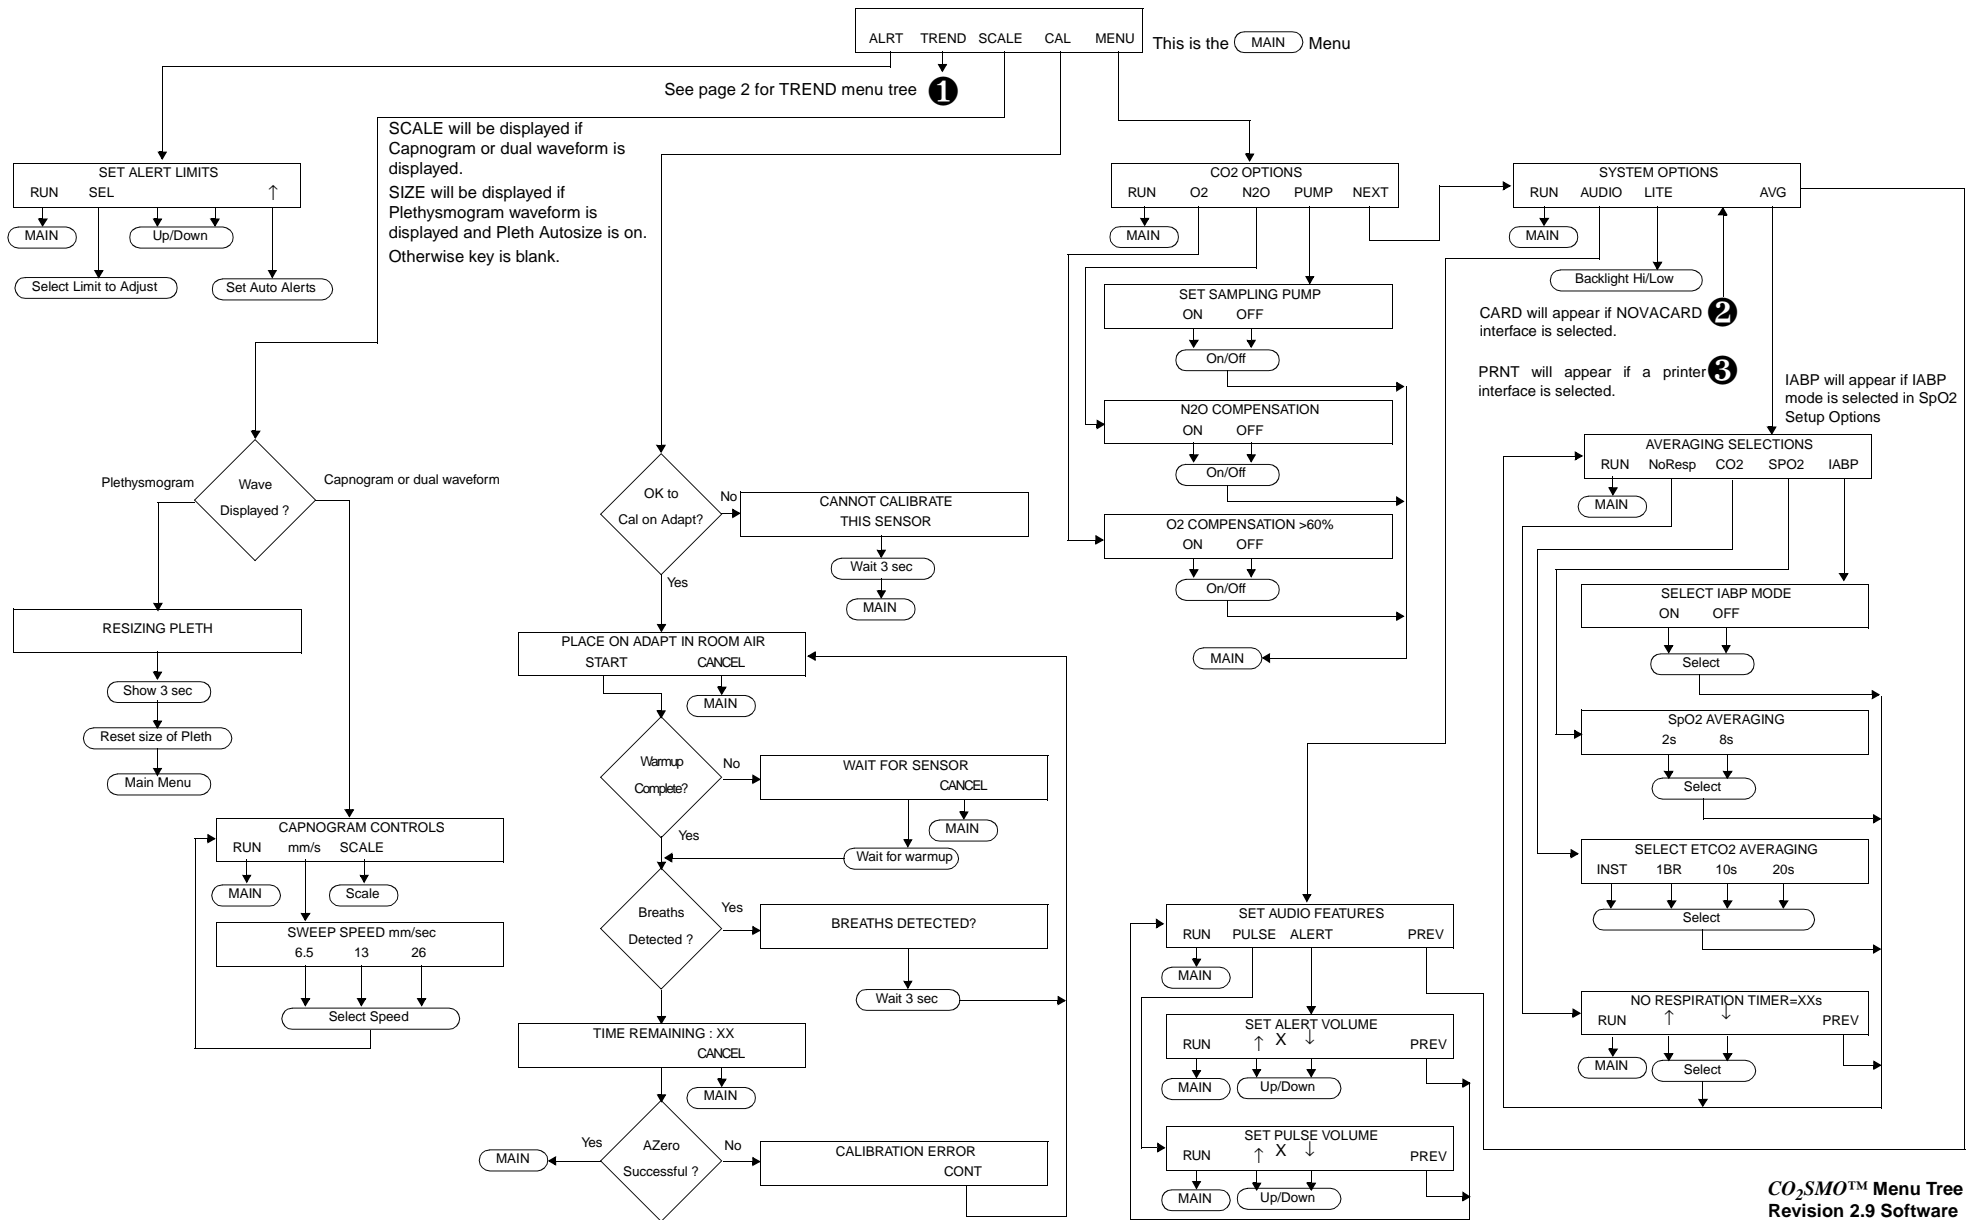 ALRT TREND SCALE CAL MENU
This is the MAIN Menu
See page 2 for TREND menu tree 1
SCALE will be displayed if
Capnogram or dual waveform is
displayed.
SIZE will be displayed if
Plethysmogram waveform is
displayed and Pleth Autosize is on.
Otherwise key is blank.
SET ALERT LIMITS
RUN SEL ↑
MAIN Up/Down
Select Limit to Adjust Set Auto Alerts
Plethysmogram
Wave
Displayed ?
Capnogram or dual waveform
RESIZING PLETH
Show 3 sec
Reset size of Pleth
Main Menu
CAPNOGRAM CONTROLS
RUN mm/s SCALE
MAIN Scale
SWEEP SPEED mm/sec
6.5 13 26
Select Speed
OK to
Cal on Adapt?
No
CANNOT CALIBRATE
THIS SENSOR
Wait 3 sec
MAIN
Yes
PLACE ON ADAPT IN ROOM AIR
START CANCEL
MAIN
Warmup
Complete?
No
WAIT FOR SENSOR
CANCEL
MAIN
Wait for warmup
Yes
Breaths
Detected ?
Yes
BREATHS DETECTED?
Wait 3 sec
TIME REMAINING : XX
CANCEL
MAIN
AZero
Successful ?
Yes
MAIN
No
CALIBRATION ERROR
CONT
CO2 OPTIONS
RUN O2 N2O PUMP NEXT
MAIN
SET SAMPLING PUMP
ON OFF
On/Off
N2O COMPENSATION
ON OFF
On/Off
O2 COMPENSATION >60%
ON OFF
On/Off
MAIN
SYSTEM OPTIONS
RUN AUDIO LITE AVG
MAIN
Backlight Hi/Low
CARD will appear if NOVACARD 2
interface is selected.
PRNT will appear if a printer 3
interface is selected.
IABP will appear if IABP
mode is selected in SpO2
Setup Options
AVERAGING SELECTIONS
RUN NoResp CO2 SPO2 IABP
MAIN
SELECT IABP MODE
ON OFF
Select
SpO2 AVERAGING
2s 8s
Select
SELECT ETCO2 AVERAGING
INST 1BR 10s 20s
Select
NO RESPIRATION TIMER=XXs
RUN ↑ ↓ PREV
MAIN Select
SET AUDIO FEATURES
RUN PULSE ALERT PREV
MAIN
SET ALERT VOLUME
RUN ↑ X ↓ PREV
MAIN Up/Down
SET PULSE VOLUME
RUN ↑ X ↓ PREV
MAIN Up/Down
CO2SMO™ Menu Tree
Revision 2.9 Software